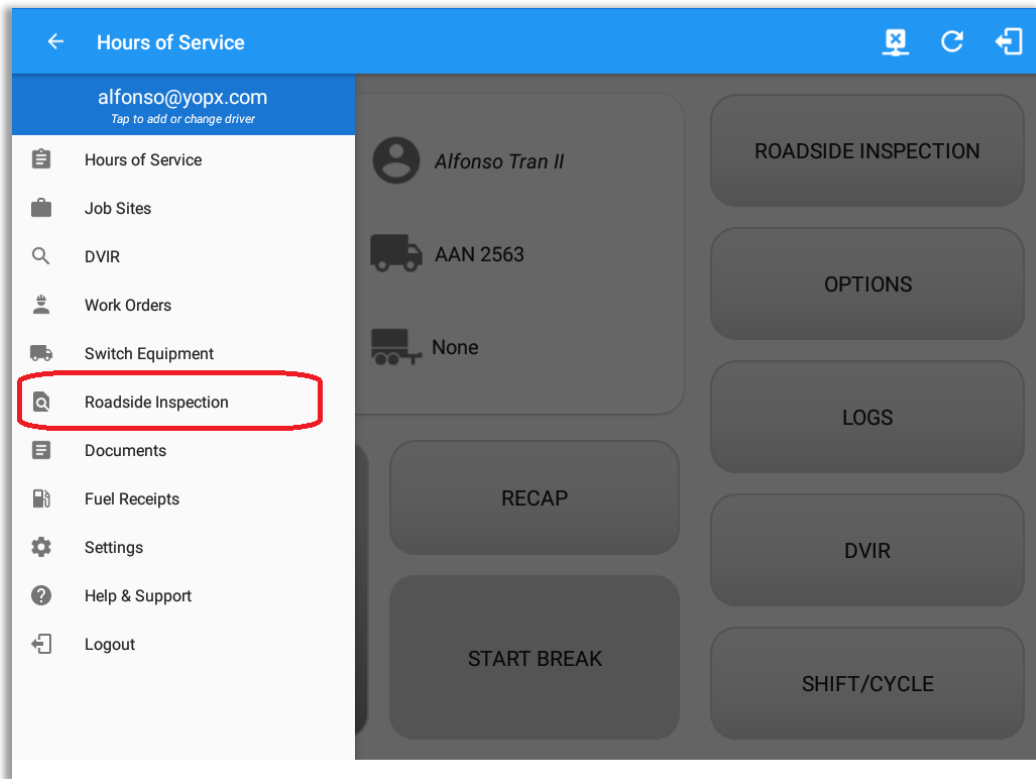 Hours of Service
alfonso@yopx.com
Tap to add or change driver
Hours of Service
Job Sites
DVIR
Work Orders
Switch Equipment
Roadside Inspection
Documents
Fuel Receipts
Settings
Help & Support
Logout
Alfonso Tran II
AAN 2563
None
RECAP
START BREAK
ROADSIDE INSPECTION
OPTIONS
LOGS
DVIR
SHIFT/CYCLE